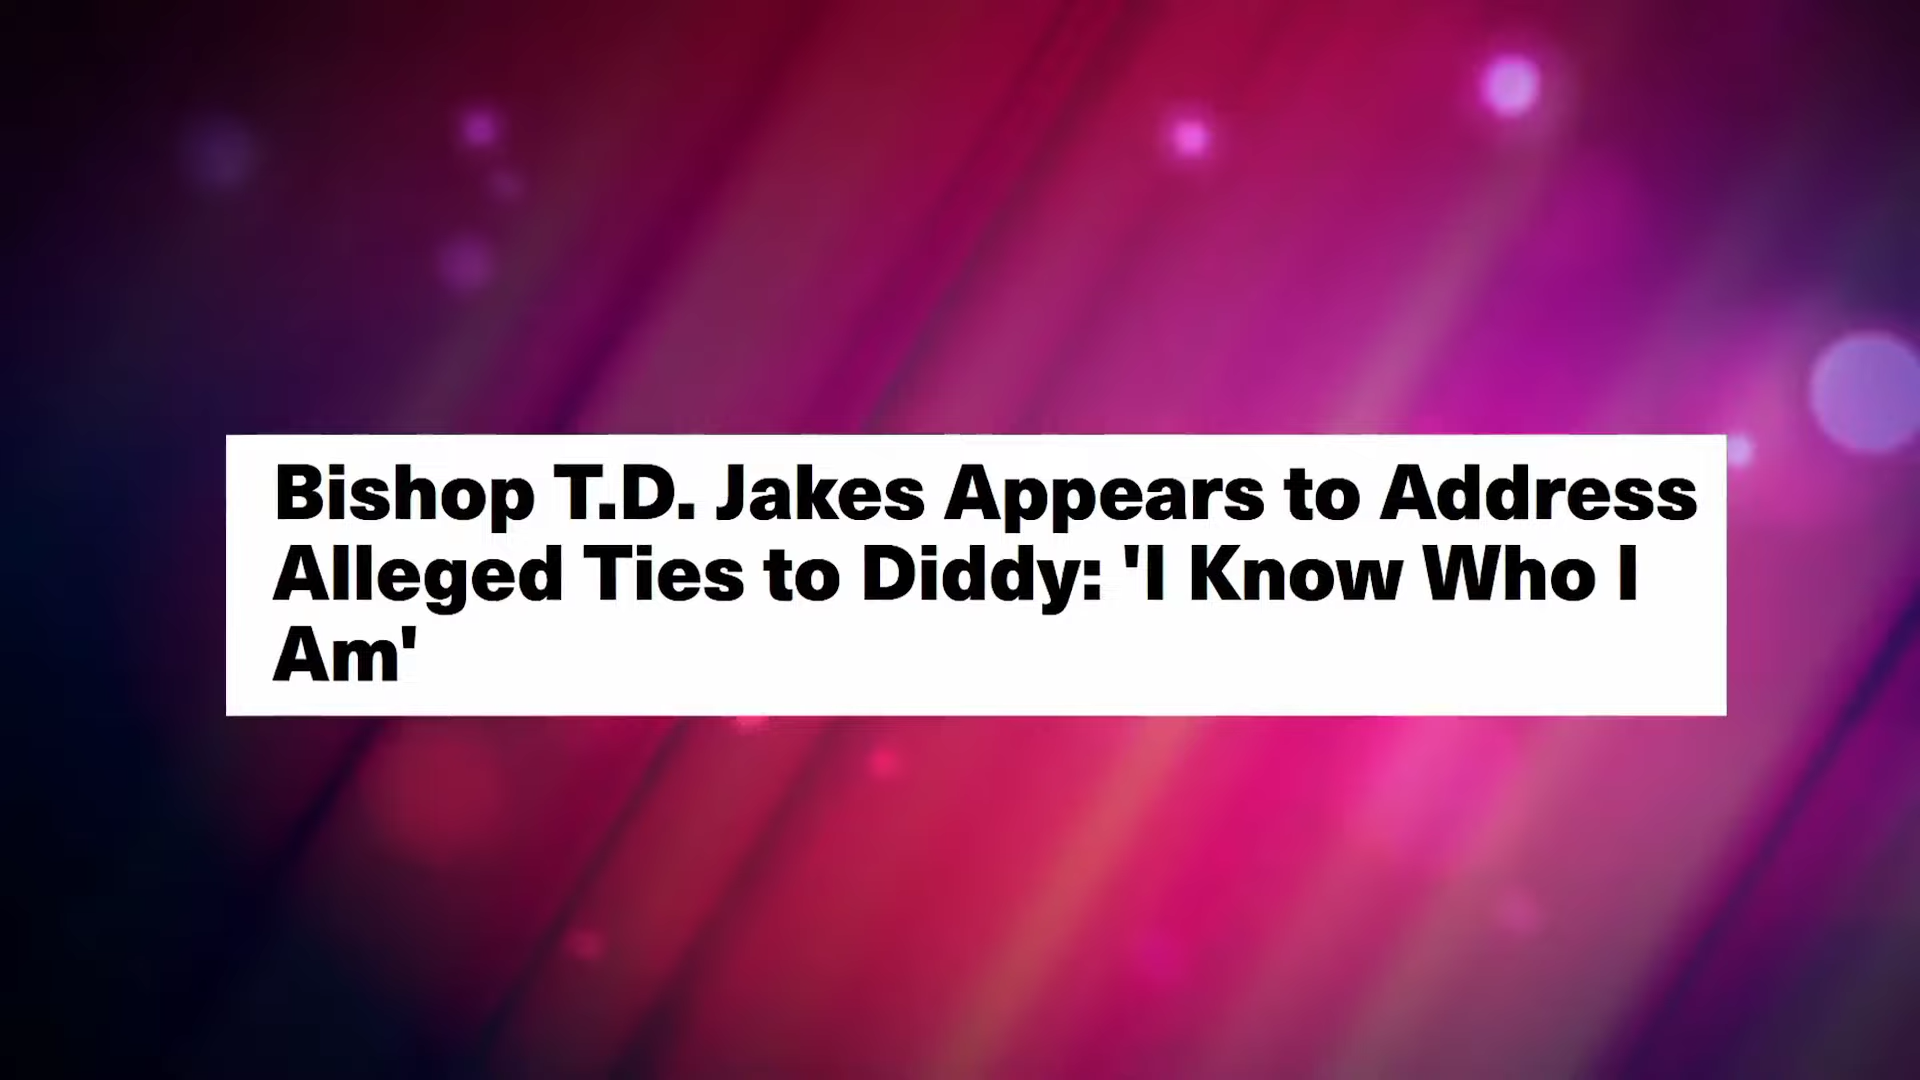 Bishop T.D. Jakes Appears to Address
Alleged Ties to Diddy: 'I Know Who I
Am'